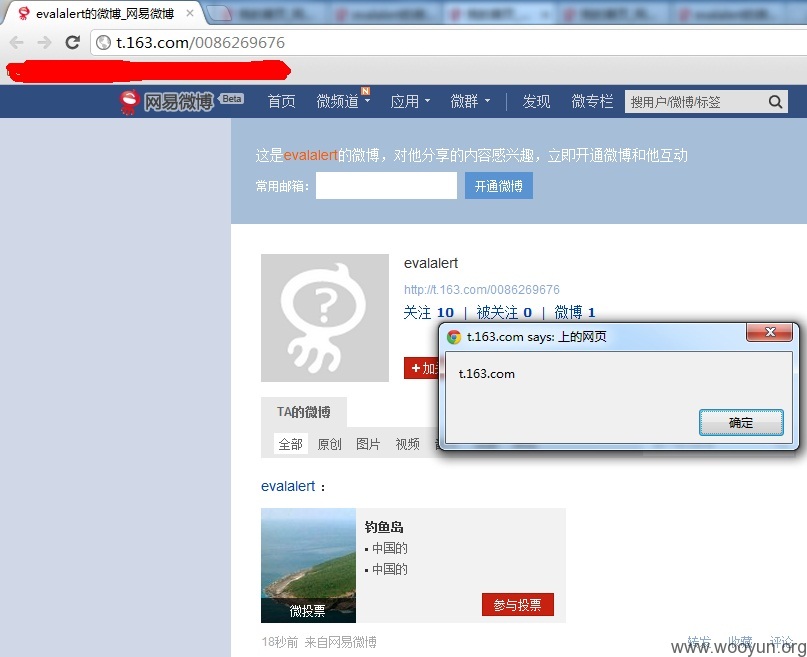 evalalert的微博_网易微博
t.163.com/0086269676
网易微博 Beta 首页 微频道 N 应用 微群 发现 微专栏 搜用户/微博/标签
这是evalalert的微博，对他分享的内容感兴趣，立即开通微博和他互动
常用邮箱： 开通微博
evalalert
http://t.163.com/0086269676
关注 10 | 被关注 0 | 微博 1
t.163.com says: 上的网页
t.163.com
确定
+加
TA的微博
全部 原创 图片 视频
evalalert：
钓鱼岛
中国的
中国的
微投票
参与投票
18秒前 来自网易微博
转发 收藏 评论
www.wooyun.org